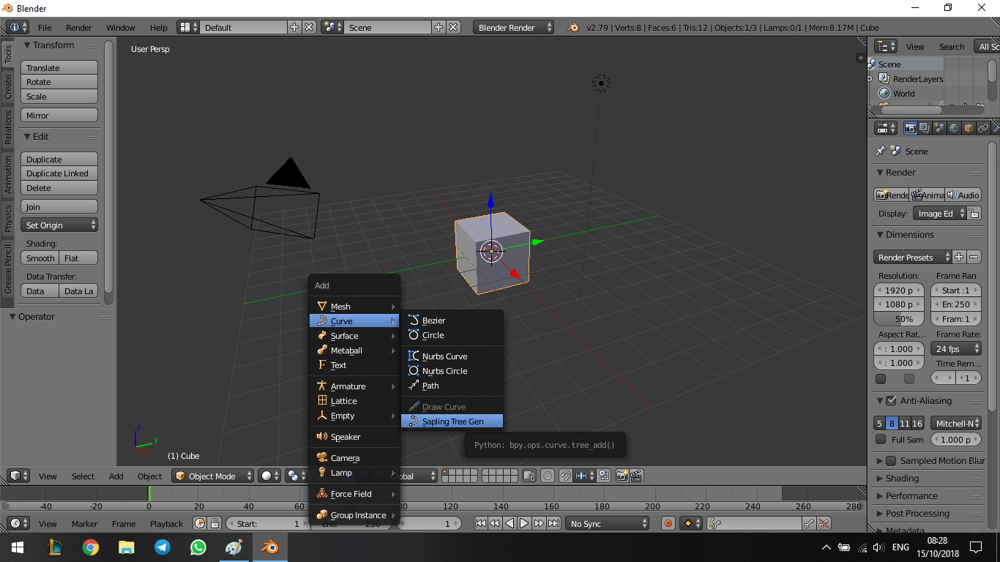 Blender
File Render Window Help Default Scene Blender Render v2.79 | Verts:8 | Faces:6 | Tris:12 | Objects:1/3 | Lamps:0/1 | Mem:8.17M | Cube
Tools
Create
Relations
Animation
Physics
Grease Pencil
Transform
Translate
Rotate
Scale
Mirror
Edit
Duplicate
Duplicate Linked
Delete
Join
Set Origin
Shading:
Smooth Flat
Data Transfer:
Data Data La
Operator
User Persp
Add
Mesh
Curve
Surface
Metaball
Text
Armature
Lattice
Empty
Speaker
Camera
Lamp
Force Field
Group Instance
Bezier
Circle
Nurbs Curve
Nurbs Circle
Path
Draw Curve
Sapling Tree Gen
Python: bpy.ops.curve.tree_add()
z
y
x
(1) Cube
View Select Add Object Object Mode Global
-40 -20 0 20 40 60 80 100 120 140 160 180 200 220 240 260 280
View Marker Frame Playback Start: 1 End: 250 1 No Sync
View Search All Sc
Scene
RenderLayers
World
Scene
Render
Rende Anima Audio
Display: Image Ed
Dimensions
Render Presets
Resolution: Frame Ran
1920 p Start :1
1080 p En: 250
50% Fram: 1
Aspect Rat... Frame Rate:
: 1.000 24 fps
: 1.000 Time Rem...
1
Anti-Aliasing
5 8 11 16 Mitchell-N
Full Sam 1.000 p
Sampled Motion Blur
Shading
Performance
Post Processing
Metadata
ENG
08:28
15/10/2018